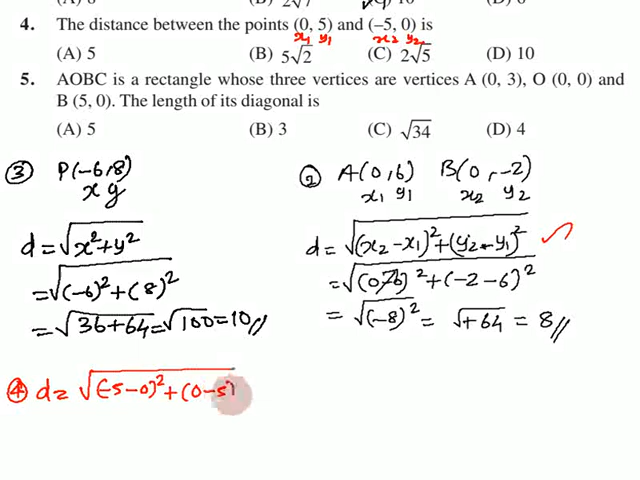 4. The distance between the points (0, 5) and (–5, 0) is
x₁ y₁ x₂ y₂
(A) 5 (B) 5√2 (C) 2√5 (D) 10
5. AOBC is a rectangle whose three vertices are vertices A (0, 3), O (0, 0) and
B (5, 0). The length of its diagonal is
(A) 5 (B) 3 (C) √34 (D) 4
③ P(-6,8)
x y
d=√x²+y²
=√(-6)²+(8)²
=√36+64=√100=10//
② A(0,6) B(0,-2)
x₁ y₁ x₂ y₂
d=√(x₂-x₁)²+(y₂-y₁)²
=√(0-0)²+(-2-6)²
=√(-8)² = √+64 = 8//
④ d=√(-5-0)²+(0-5)